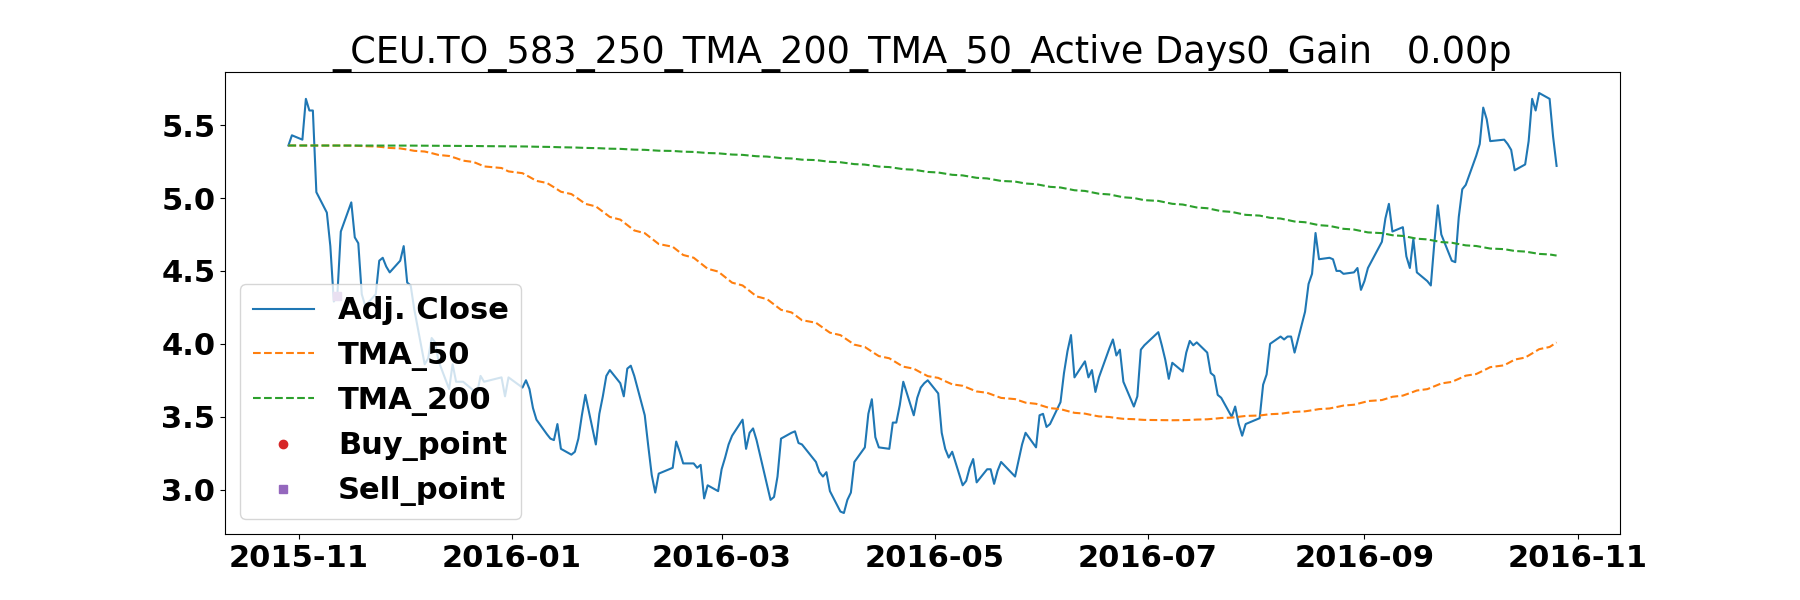 _CEU.TO_583_250_TMA_200_TMA_50_Active Days0_Gain   0.00p
5.5
5.0
4.5
4.0
3.5
3.0
Adj. Close
TMA_50
TMA_200
Buy_point
Sell_point
2015-11 2016-01 2016-03 2016-05 2016-07 2016-09 2016-11